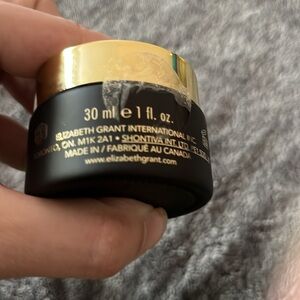 30 ml e 1 fl. oz.
ELIZABETH GRANT INTERNATIONAL INC.
TORONTO, ON. M1K 2A1 • SHONTIVA INT. LTD.
MADE IN / FABRIQUÉ AU CANADA
www.elizabethgrant.com